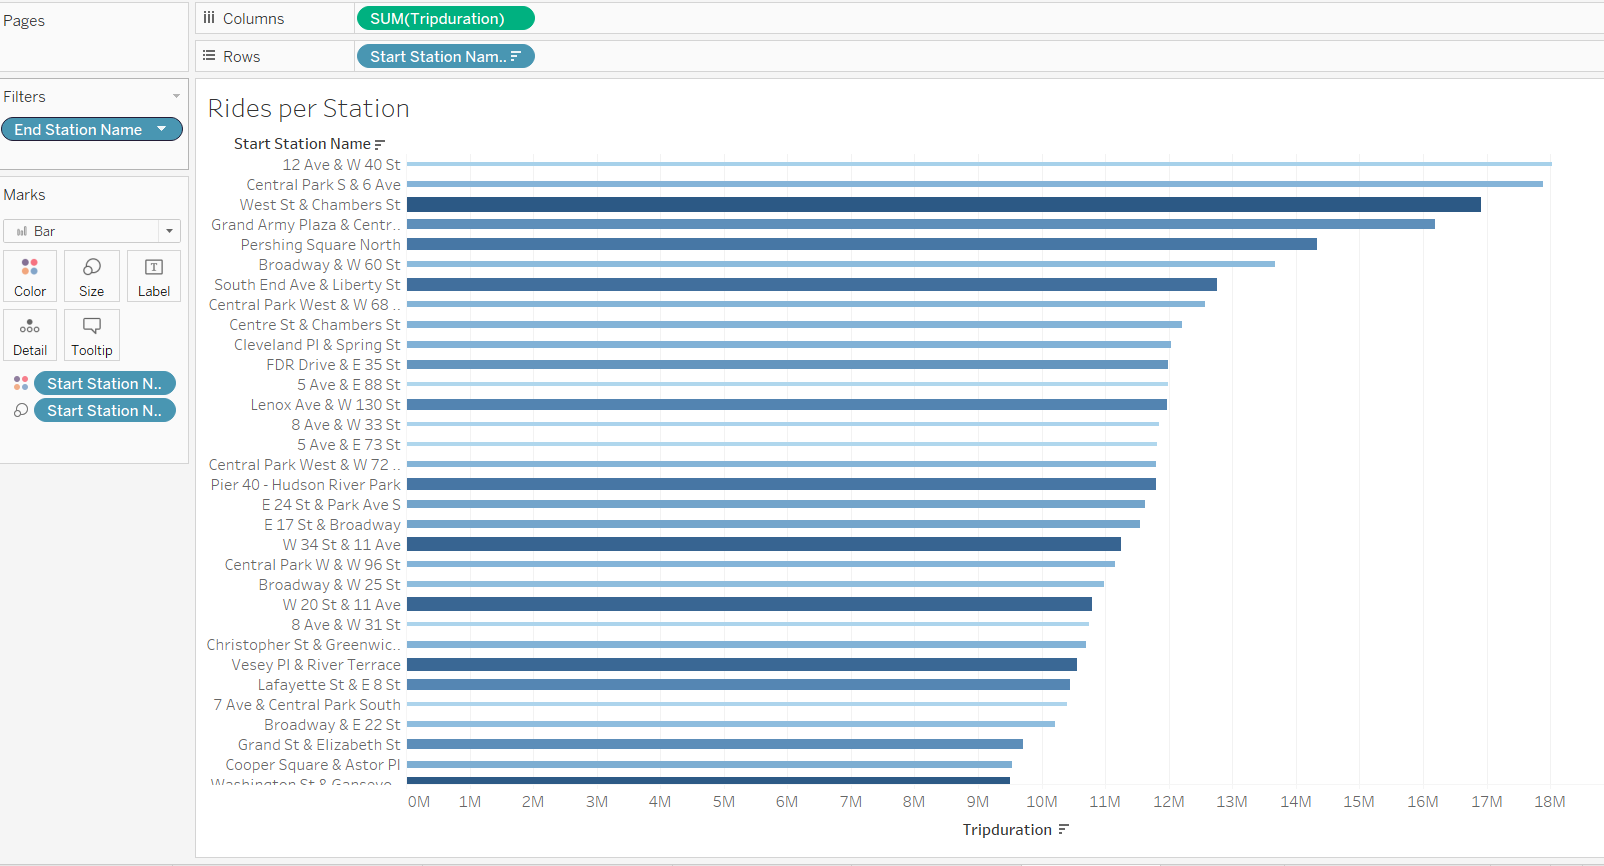 Pages
Columns
SUM(Tripduration)
Rows
Start Station Nam..
Filters
End Station Name
Marks
Bar
Color
Size
Label
Detail
Tooltip
Start Station N..
Start Station N..
Rides per Station
Start Station Name
12 Ave & W 40 St
Central Park S & 6 Ave
West St & Chambers St
Grand Army Plaza & Centr..
Pershing Square North
Broadway & W 60 St
South End Ave & Liberty St
Central Park West & W 68 ..
Centre St & Chambers St
Cleveland Pl & Spring St
FDR Drive & E 35 St
5 Ave & E 88 St
Lenox Ave & W 130 St
8 Ave & W 33 St
5 Ave & E 73 St
Central Park West & W 72 ..
Pier 40 - Hudson River Park
E 24 St & Park Ave S
E 17 St & Broadway
W 34 St & 11 Ave
Central Park W & W 96 St
Broadway & W 25 St
W 20 St & 11 Ave
8 Ave & W 31 St
Christopher St & Greenwic..
Vesey Pl & River Terrace
Lafayette St & E 8 St
7 Ave & Central Park South
Broadway & E 22 St
Grand St & Elizabeth St
Cooper Square & Astor Pl
Washington St & Gansevo..
0M 1M 2M 3M 4M 5M 6M 7M 8M 9M 10M 11M 12M 13M 14M 15M 16M 17M 18M
Tripduration